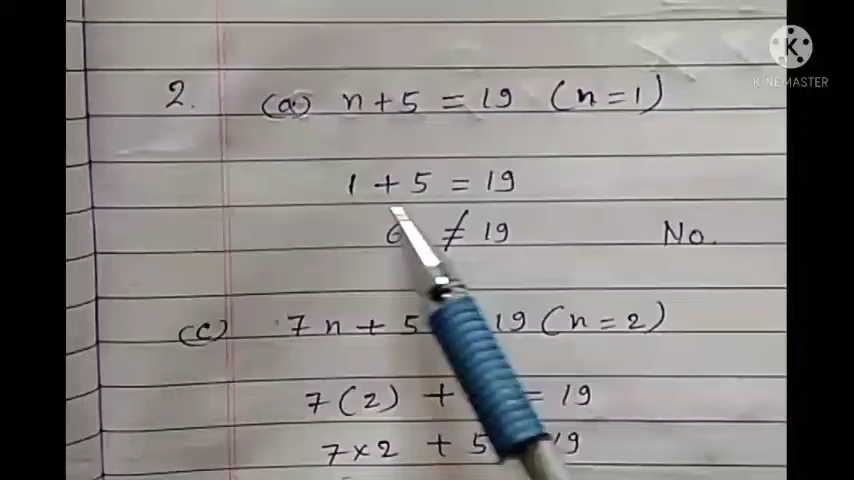 K
KINEMASTER
2. (a) n + 5 = 19 (n = 1)
1 + 5 = 19
6 ≠ 19 No.
(c) 7n + 5 19 (n = 2)
7(2) + = 19
7 × 2 + 5 19